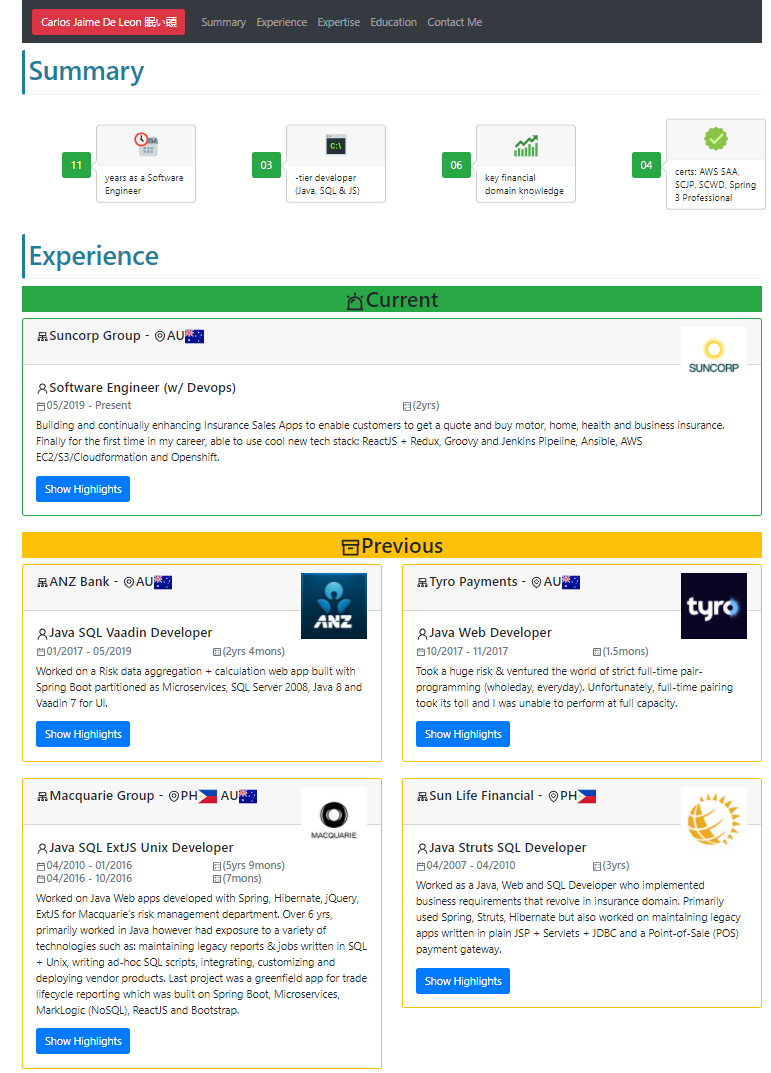 Carlos Jaime De Leon 眠い頭 Summary Experience Expertise Education Contact Me
Summary
11
years as a Software
Engineer
03
C:\
-tier developer
(Java, SQL & JS)
06
key financial
domain knowledge
04
certs: AWS SAA,
SCJP, SCWD, Spring
3 Professional
Experience
Current
Suncorp Group - AU
SUNCORP
Software Engineer (w/ Devops)
05/2019 - Present (2yrs)
Building and continually enhancing Insurance Sales Apps to enable customers to get a quote and buy motor, home, health and business insurance.
Finally for the first time in my career, able to use cool new tech stack: ReactJS + Redux, Groovy and Jenkins Pipeline, Ansible, AWS
EC2/S3/Cloudformation and Openshift.
Show Highlights
Previous
ANZ Bank - AU
ANZ
Java SQL Vaadin Developer
01/2017 - 05/2019 (2yrs 4mons)
Worked on a Risk data aggregation + calculation web app built with
Spring Boot partitioned as Microservices, SQL Server 2008, Java 8 and
Vaadin 7 for UI.
Show Highlights
Tyro Payments - AU
tyro
Java Web Developer
10/2017 - 11/2017 (1.5mons)
Took a huge risk & ventured the world of strict full-time pair-
programming (wholeday, everyday). Unfortunately, full-time pairing
took its toll and I was unable to perform at full capacity.
Show Highlights
Macquarie Group - PH AU
MACQUARIE
Java SQL ExtJS Unix Developer
04/2010 - 01/2016 (5yrs 9mons)
04/2016 - 10/2016 (7mons)
Worked on Java Web apps developed with Spring, Hibernate, jQuery,
ExtJS for Macquarie's risk management department. Over 6 yrs,
primarily worked in Java however had exposure to a variety of
technologies such as: maintaining legacy reports & jobs written in SQL
+ Unix, writing ad-hoc SQL scripts, integrating, customizing and
deploying vendor products. Last project was a greenfield app for trade
lifecycle reporting which was built on Spring Boot, Microservices,
MarkLogic (NoSQL), ReactJS and Bootstrap.
Show Highlights
Sun Life Financial - PH
Java Struts SQL Developer
04/2007 - 04/2010 (3yrs)
Worked as a Java, Web and SQL Developer who implemented
business requirements that revolve in insurance domain. Primarily
used Spring, Struts, Hibernate but also worked on maintaining legacy
apps written in plain JSP + Servlets + JDBC and a Point-of-Sale (POS)
payment gateway.
Show Highlights